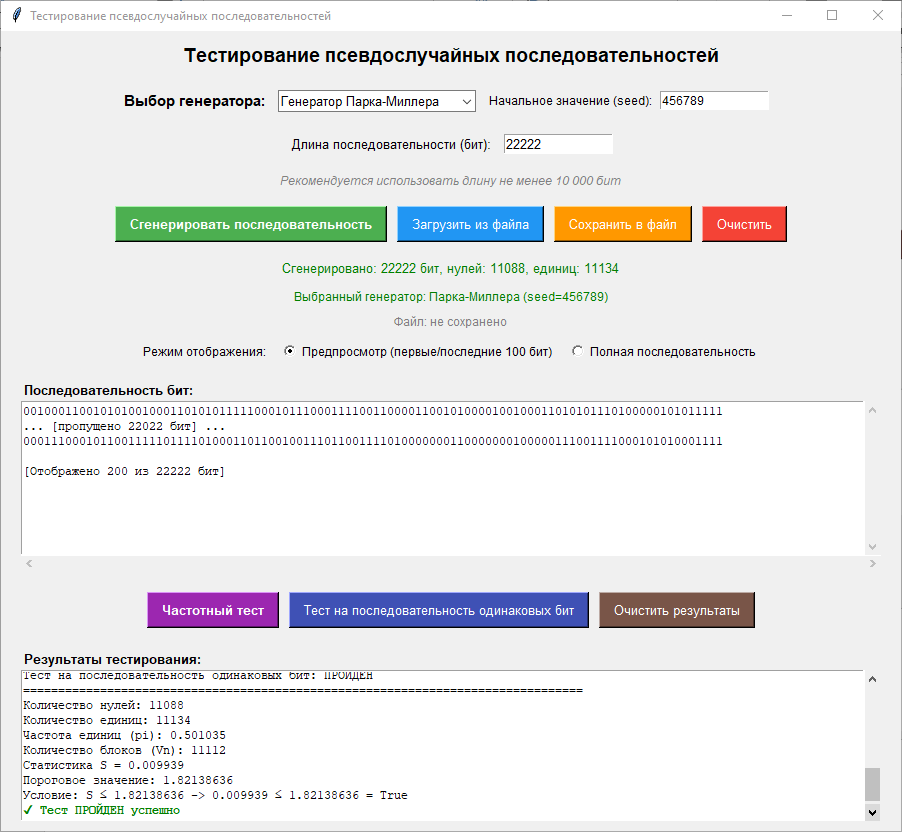 Тестирование псевдослучайных последовательностей
Тестирование псевдослучайных последовательностей
Выбор генератора: Генератор Парка-Миллера Начальное значение (seed): 456789
Длина последовательности (бит): 22222
Рекомендуется использовать длину не менее 10 000 бит
Сгенерировать последовательность Загрузить из файла Сохранить в файл Очистить
Сгенерировано: 22222 бит, нулей: 11088, единиц: 11134
Выбранный генератор: Парка-Миллера (seed=456789)
Файл: не сохранено
Режим отображения: Предпросмотр (первые/последние 100 бит) Полная последовательность
Последовательность бит:
0010001100101010010001101010111110001011100011110011000011001010000100100011010101110100000101011111
... [пропущено 22022 бит] ...
0001110001011001111101111010001101100100111011001111010000000011000000010000011100111100010101​0001111
[Отображено 200 из 22222 бит]
Частотный тест Тест на последовательность одинаковых бит Очистить результаты
Результаты тестирования:
Тест на последовательность одинаковых бит: ПРОЙДЕН
================================================================================
Количество нулей: 11088
Количество единиц: 11134
Частота единиц (pi): 0.501035
Количество блоков (Vn): 11112
Статистика S = 0.009939
Пороговое значение: 1.82138636
Условие: S ≤ 1.82138636 -> 0.009939 ≤ 1.82138636 = True
✔ Тест ПРОЙДЕН успешно